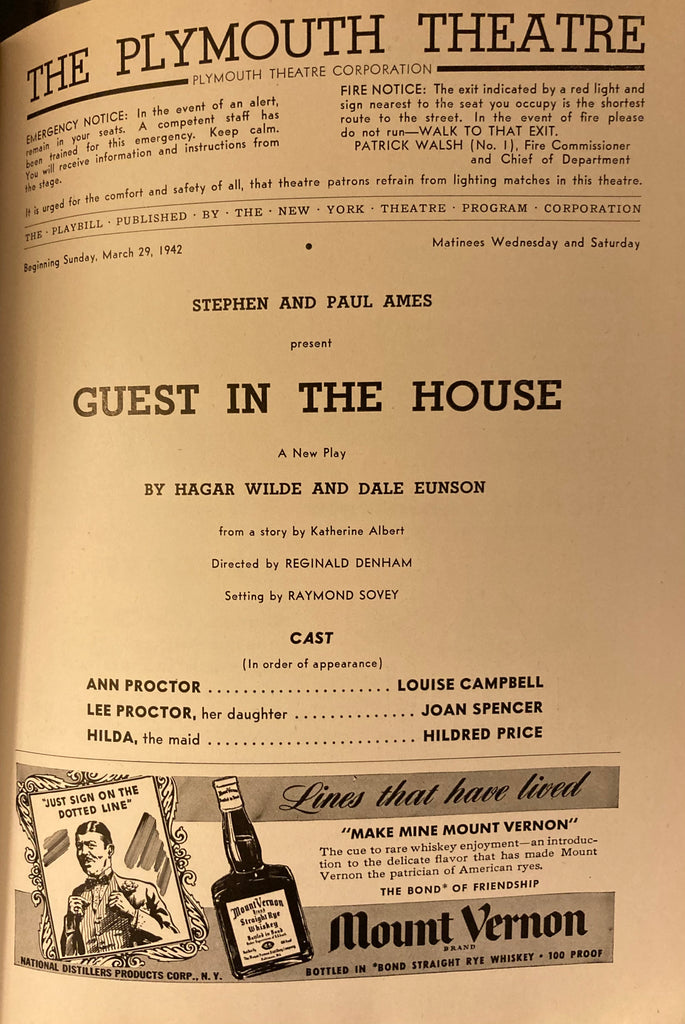 THE PLYMOUTH THEATRE
PLYMOUTH THEATRE CORPORATION
EMERGENCY NOTICE: In the event of an alert,
remain in your seats. A competent staff has
been trained for this emergency. Keep calm.
You will receive information and instructions from
the stage.
FIRE NOTICE: The exit indicated by a red light and
sign nearest to the seat you occupy is the shortest
route to the street. In the event of fire please
do not run—WALK TO THAT EXIT.
PATRICK WALSH (No. 1), Fire Commissioner
and Chief of Department
It is urged for the comfort and safety of all, that theatre patrons refrain from lighting matches in this theatre.
THE · PLAYBILL · PUBLISHED · BY · THE · NEW · YORK · THEATRE · PROGRAM · CORPORATION
Beginning Sunday, March 29, 1942 • Matinees Wednesday and Saturday
STEPHEN AND PAUL AMES
present
GUEST IN THE HOUSE
A New Play
BY HAGAR WILDE AND DALE EUNSON
from a story by Katherine Albert
Directed by REGINALD DENHAM
Setting by RAYMOND SOVEY
CAST
(In order of appearance)
ANN PROCTOR . . . . . . . . . . . . . . . . . . . . . . LOUISE CAMPBELL
LEE PROCTOR, her daughter . . . . . . . . . . . . . . JOAN SPENCER
HILDA, the maid . . . . . . . . . . . . . . . . . . . . . . . . HILDRED PRICE
"JUST SIGN ON THE
DOTTED LINE"
Lines that have lived
"MAKE MINE MOUNT VERNON"
The cue to rare whiskey enjoyment—an introduc-
tion to the delicate flavor that has made Mount
Vernon the patrician of American ryes.
THE BOND* OF FRIENDSHIP
Mount Vernon
Brand
Straight Rye
Whiskey
Bottled in Bond
Mount Vernon
BRAND
NATIONAL DISTILLERS PRODUCTS CORP., N. Y.
BOTTLED IN *BOND STRAIGHT RYE WHISKEY · 100 PROOF